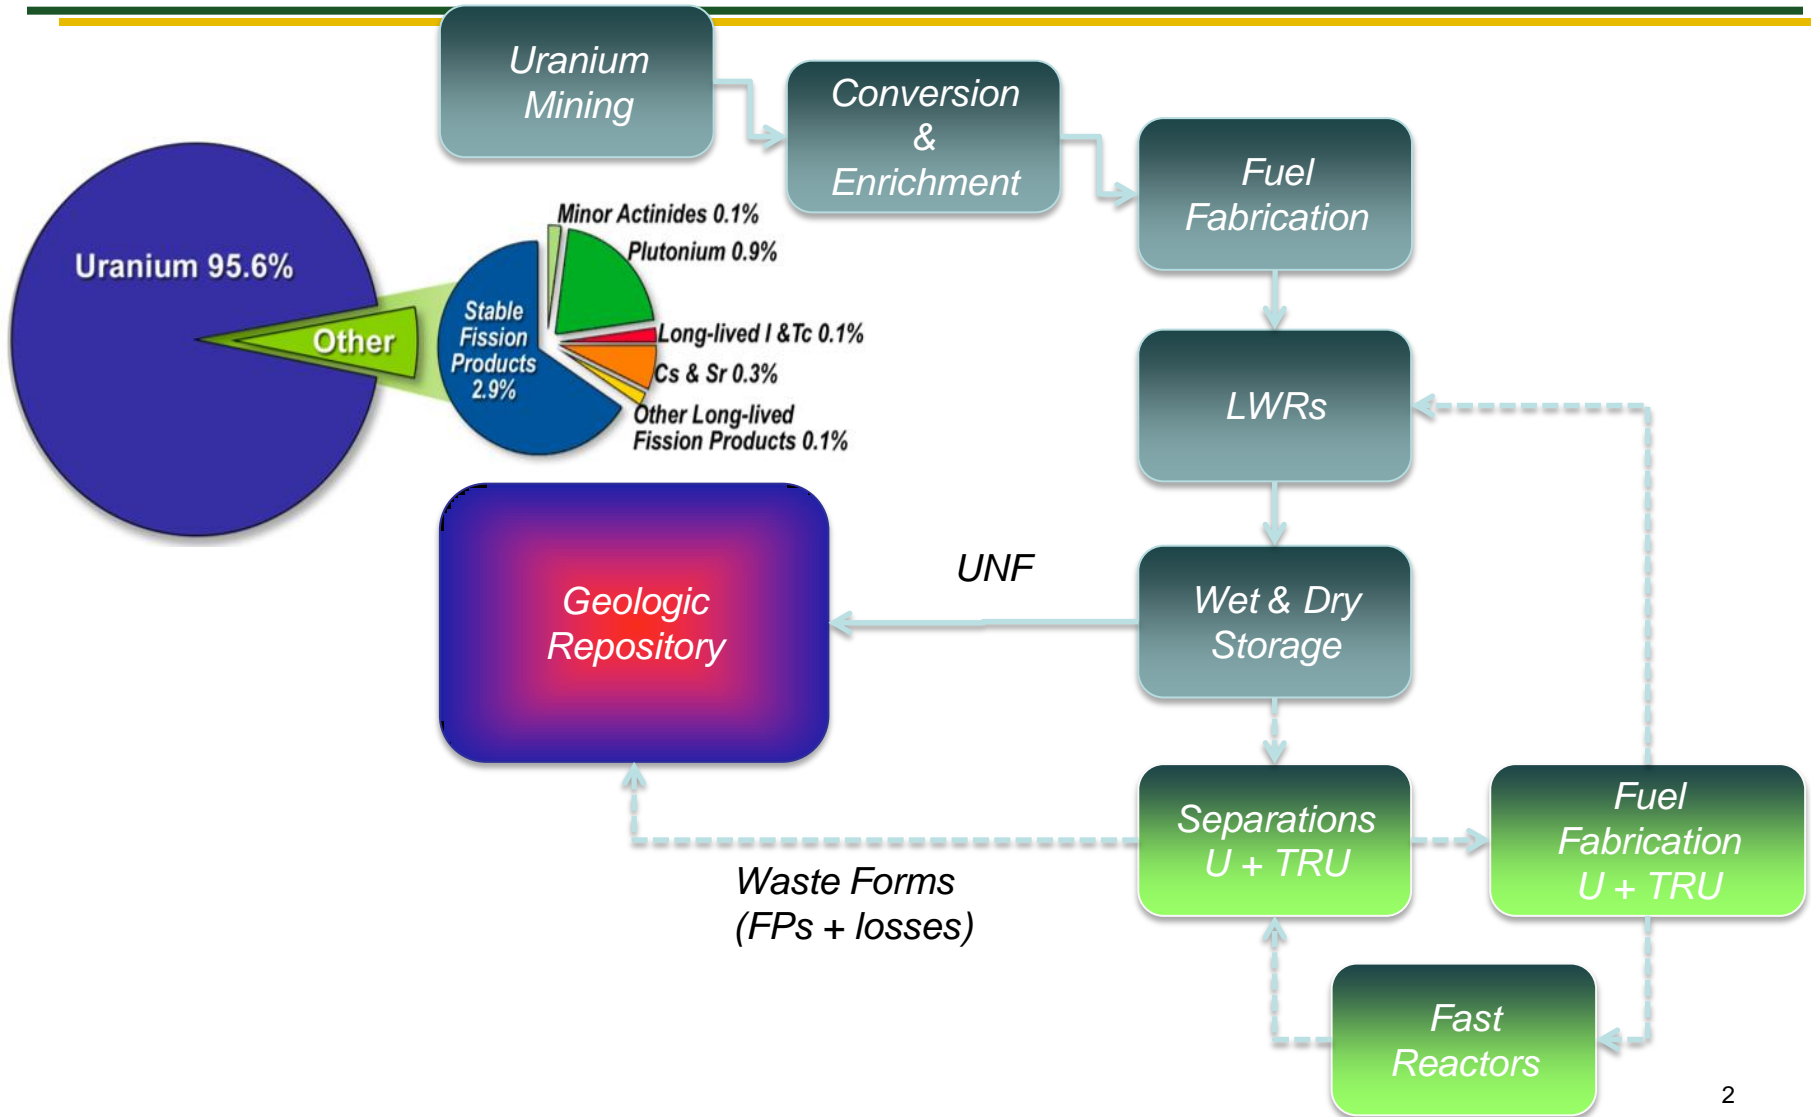 Uranium
Mining
Conversion
&
Enrichment
Fuel
Fabrication
Uranium 95.6%
Other
Minor Actinides 0.1%
Plutonium 0.9%
Stable
Fission
Products
2.9%
Long-lived I &Tc 0.1%
Cs & Sr 0.3%
Other Long-lived
Fission Products 0.1%
LWRs
Geologic
Repository
UNF
Wet & Dry
Storage
Separations
U + TRU
Fuel
Fabrication
U + TRU
Waste Forms
(FPs + losses)
Fast
Reactors
2